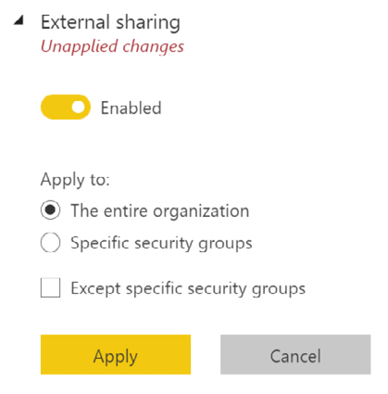 External sharing
Unapplied changes
Enabled
Apply to:
The entire organization
Specific security groups
Except specific security groups
Apply
Cancel